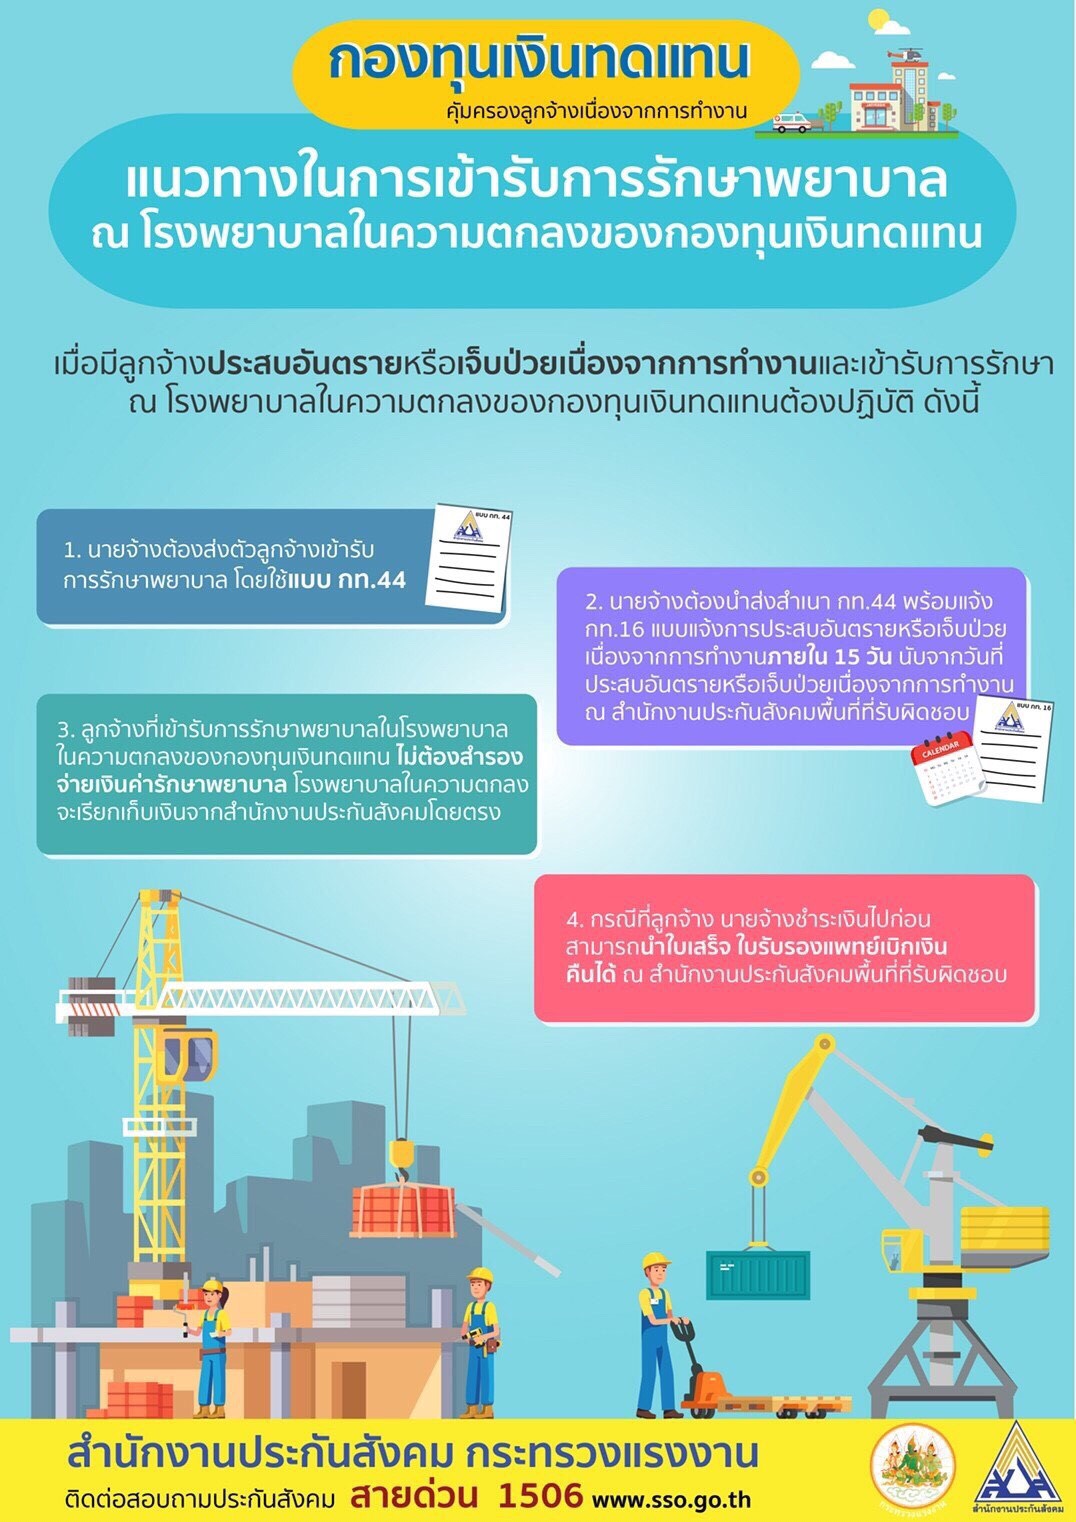 กองทุนเงินทดแทน
คุ้มครองลูกจ้างเนื่องจากการทำงาน
แนวทางในการเข้ารับการรักษาพยาบาล
ณ โรงพยาบาลในความตกลงของกองทุนเงินทดแทน
เมื่อมีลูกจ้างประสบอันตรายหรือเจ็บป่วยเนื่องจากการทำงานและเข้ารับการรักษา
ณ โรงพยาบาลในความตกลงของกองทุนเงินทดแทนต้องปฏิบัติ ดังนี้
1. นายจ้างต้องส่งตัวลูกจ้างเข้ารับ
การรักษาพยาบาล โดยใช้แบบ กท.44
แบบ กท. 44
2. นายจ้างต้องนำส่งสำเนา กท.44 พร้อมแจ้ง
กท.16 แบบแจ้งการประสบอันตรายหรือเจ็บป่วย
เนื่องจากการทำงานภายใน 15 วัน นับจากวันที่
ประสบอันตรายหรือเจ็บป่วยเนื่องจากการทำงาน
ณ สำนักงานประกันสังคมพื้นที่ที่รับผิดชอบ
แบบ กท. 16
CALENDAR
3. ลูกจ้างที่เข้ารับการรักษาพยาบาลในโรงพยาบาล
ในความตกลงของกองทุนเงินทดแทน ไม่ต้องสำรอง
จ่ายเงินค่ารักษาพยาบาล โรงพยาบาลในความตกลง
จะเรียกเก็บเงินจากสำนักงานประกันสังคมโดยตรง
4. กรณีที่ลูกจ้าง นายจ้างชำระเงินไปก่อน
สามารถนำใบเสร็จ ใบรับรองแพทย์เบิกเงิน
คืนได้ ณ สำนักงานประกันสังคมพื้นที่ที่รับผิดชอบ
สำนักงานประกันสังคม กระทรวงแรงงาน
ติดต่อสอบถามประกันสังคม สายด่วน 1506 www.sso.go.th
กระทรวงแรงงาน
สำนักงานประกันสังคม